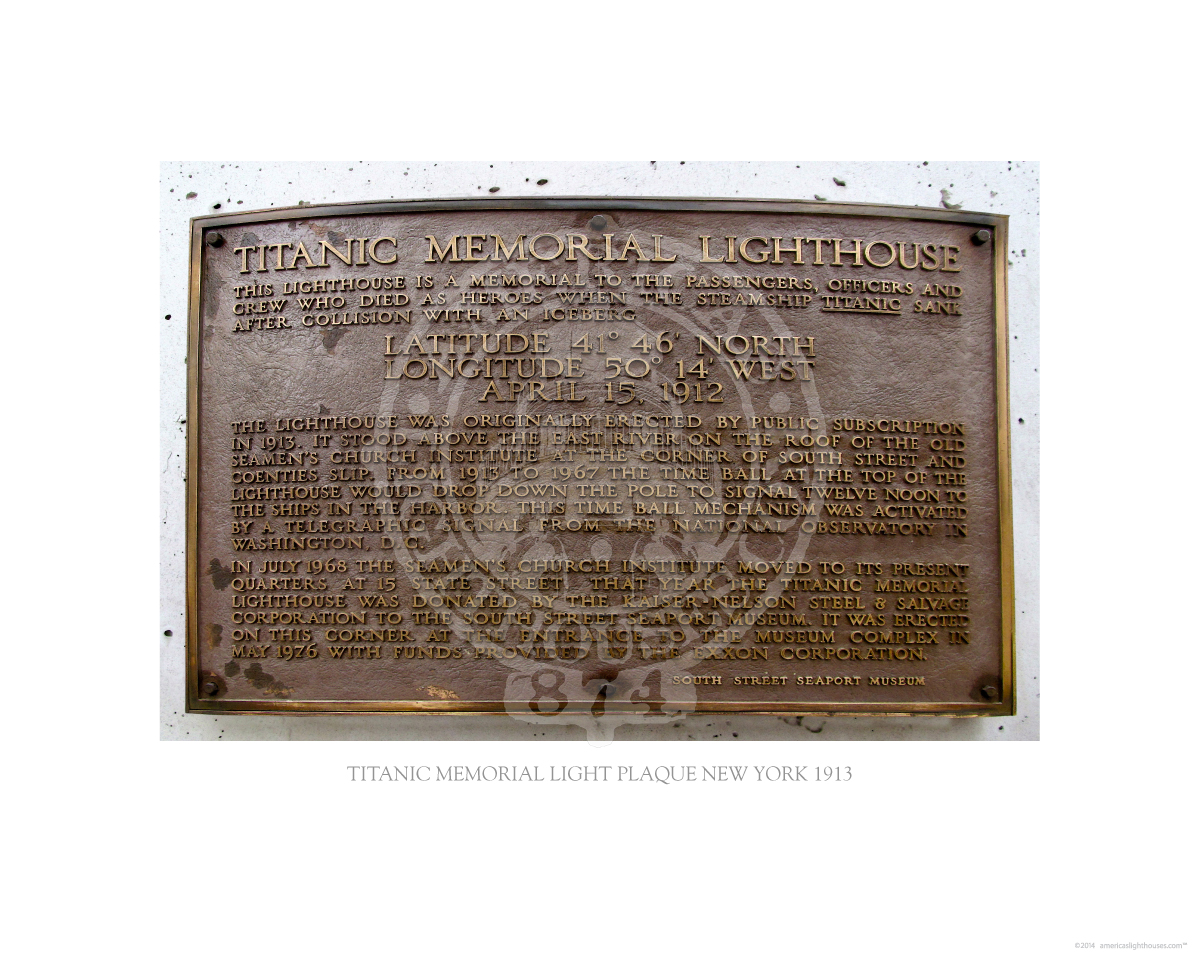 TITANIC MEMORIAL LIGHTHOUSE
THIS LIGHTHOUSE IS A MEMORIAL TO THE PASSENGERS, OFFICERS AND
CREW WHO DIED AS HEROES WHEN THE STEAMSHIP TITANIC SANK
AFTER COLLISION WITH AN ICEBERG
LATITUDE 41° 46′ NORTH
LONGITUDE 50° 14′ WEST
APRIL 15, 1912
THE LIGHTHOUSE WAS ORIGINALLY ERECTED BY PUBLIC SUBSCRIPTION
IN 1913. IT STOOD ABOVE THE EAST RIVER ON THE ROOF OF THE OLD
SEAMEN'S CHURCH INSTITUTE AT THE CORNER OF SOUTH STREET AND
COENTIES SLIP. FROM 1913 TO 1967 THE TIME BALL AT THE TOP OF THE
LIGHTHOUSE WOULD DROP DOWN THE POLE TO SIGNAL TWELVE NOON TO
THE SHIPS IN THE HARBOR. THIS TIME BALL MECHANISM WAS ACTIVATED
BY A TELEGRAPHIC SIGNAL FROM THE NATIONAL OBSERVATORY IN
WASHINGTON, D.C.
IN JULY 1968 THE SEAMEN'S CHURCH INSTITUTE MOVED TO ITS PRESENT
QUARTERS AT 15 STATE STREET. THAT YEAR THE TITANIC MEMORIAL
LIGHTHOUSE WAS DONATED BY THE KAISER-NELSON STEEL & SALVAGE
CORPORATION TO THE SOUTH STREET SEAPORT MUSEUM. IT WAS ERECTED
ON THIS CORNER AT THE ENTRANCE TO THE MUSEUM COMPLEX IN
MAY 1976 WITH FUNDS PROVIDED BY THE EXXON CORPORATION.
SOUTH STREET SEAPORT MUSEUM
874
TITANIC MEMORIAL LIGHT PLAQUE NEW YORK 1913
©2014 americaslighthouses.com℠